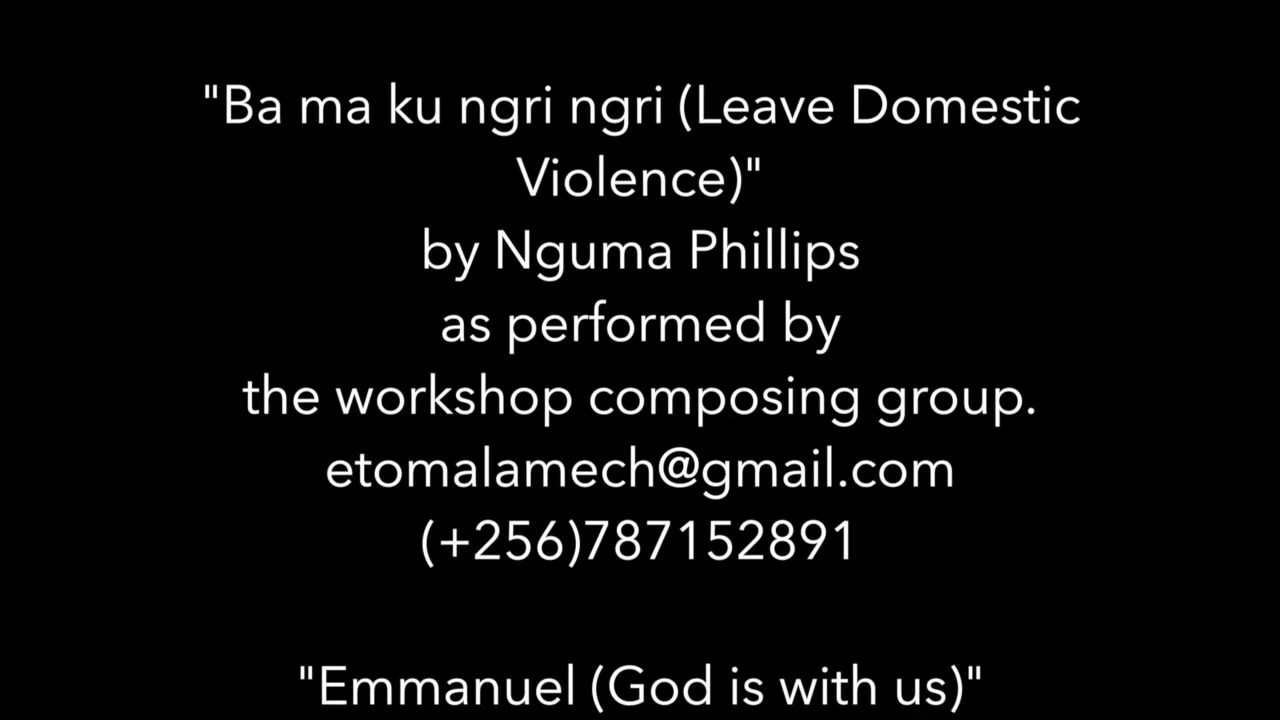 "Ba ma ku ngri ngri (Leave Domestic
Violence)"
by Nguma Phillips
as performed by
the workshop composing group.
etomalamech@gmail.com
(+256)787152891
"Emmanuel (God is with us)"